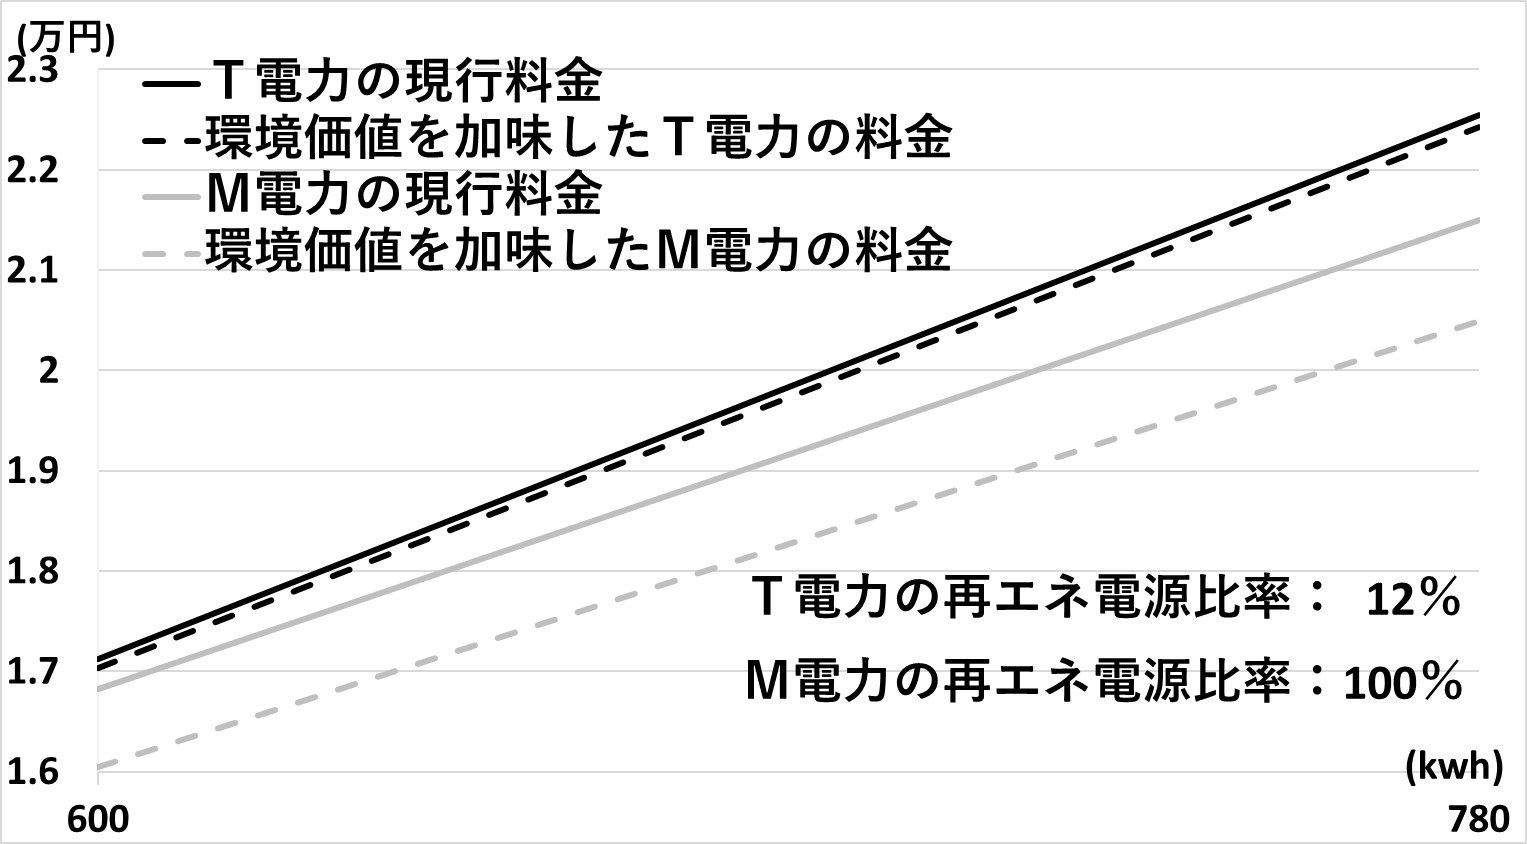 (万円)
2.3
2.2
2.1
2
1.9
1.8
1.7
1.6
T電力の現行料金
環境価値を加味したT電力の料金
M電力の現行料金
環境価値を加味したM電力の料金
T電力の再エネ電源比率： 12%
M電力の再エネ電源比率：100%
(kwh)
600
780